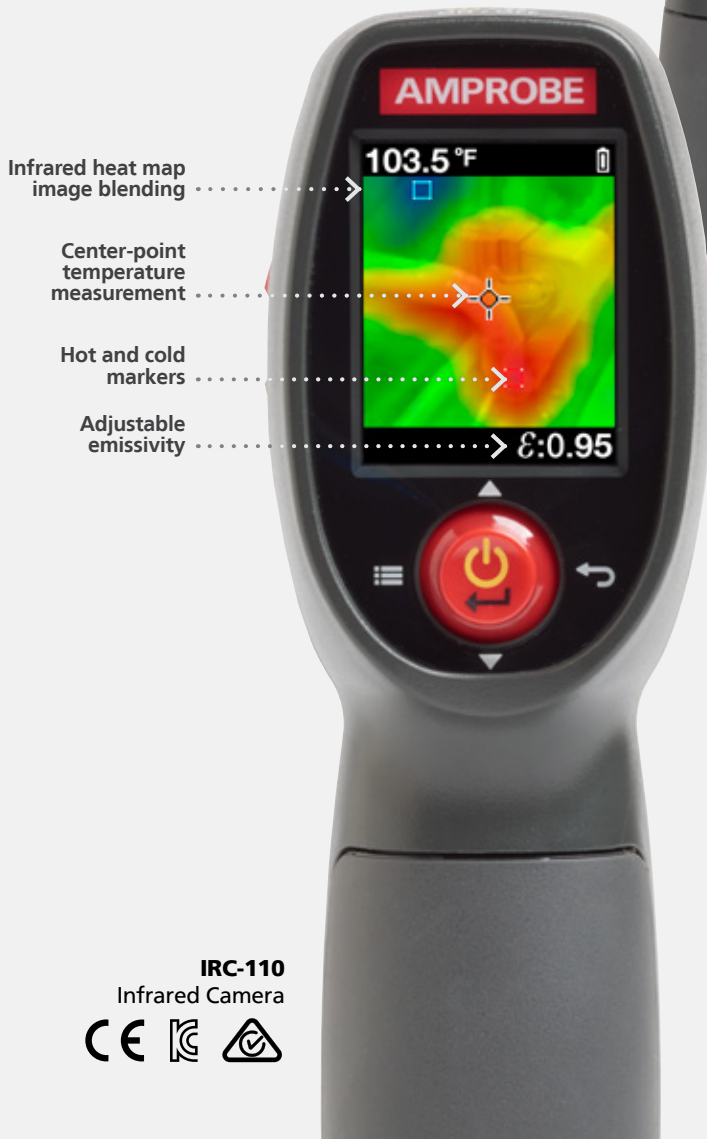 AMPROBE
103.5 °F
Infrared heat map
image blending
Center-point
temperature
measurement
Hot and cold
markers
Adjustable
emissivity
ℰ:0.95
IRC-110
Infrared Camera
CE